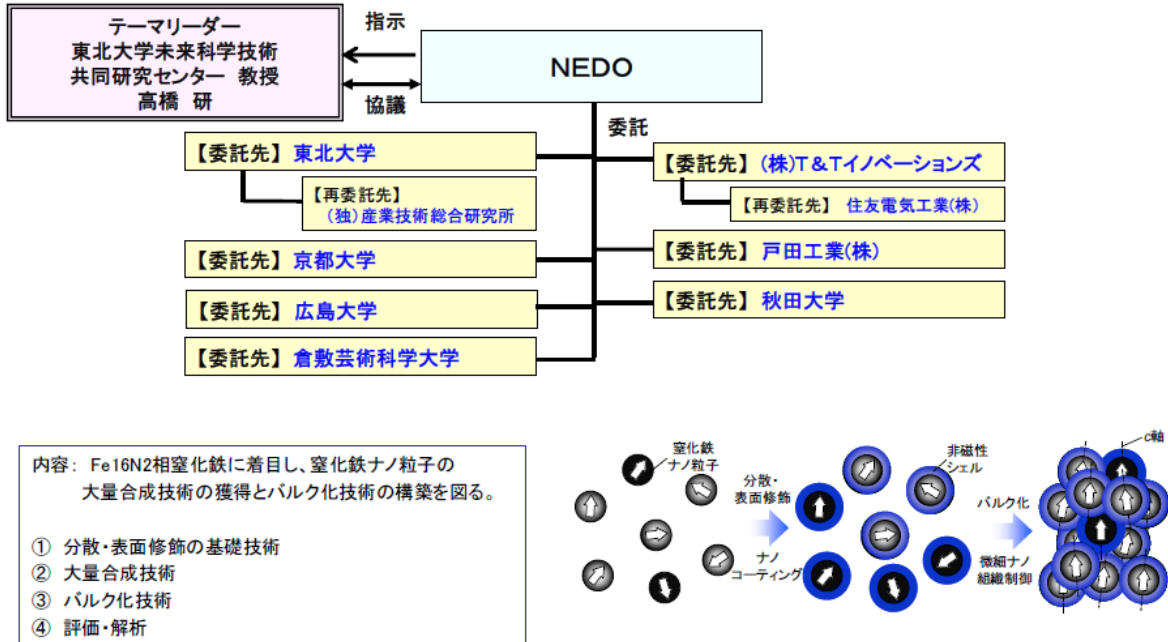 テーマリーダー
東北大学未来科学技術
共同研究センター 教授
高橋 研
指示
協議
NEDO
委託
【委託先】 東北大学
【再委託先】
(独)産業技術総合研究所
【委託先】 京都大学
【委託先】 広島大学
【委託先】 倉敷芸術科学大学
【委託先】 (株)T&Tイノベーションズ
【再委託先】 住友電気工業(株)
【委託先】 戸田工業(株)
【委託先】 秋田大学
内容: Fe16N2相窒化鉄に着目し、窒化鉄ナノ粒子の
大量合成技術の獲得とバルク化技術の構築を図る。
① 分散・表面修飾の基礎技術
② 大量合成技術
③ バルク化技術
④ 評価・解析
窒化鉄
ナノ粒子
分散・
表面修飾
ナノ
コーティング
非磁性
シェル
バルク化
微細ナノ
組織制御
c軸